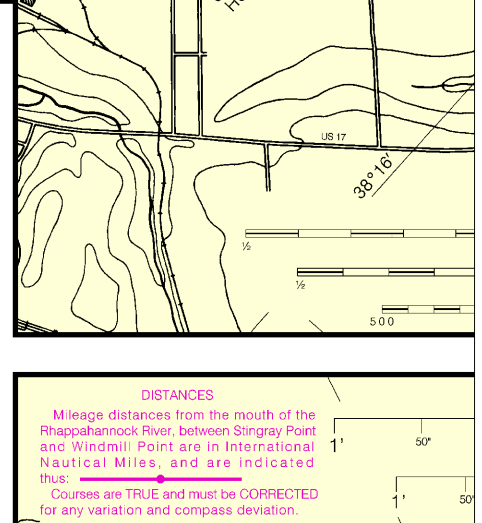 US 17
38°16'
½
½
500
DISTANCES
Mileage distances from the mouth of the
Rhappahannock River, between Stingray Point
and Windmill Point are in International
Nautical Miles, and are indicated
thus:
Courses are TRUE and must be CORRECTED
for any variation and compass deviation.
1' 50"
1' 50"